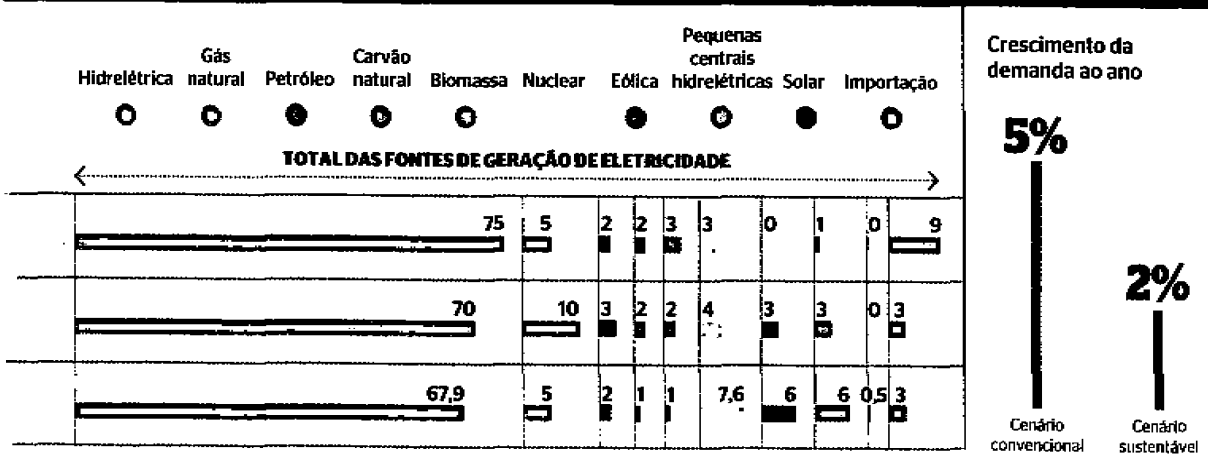 Hidrelétrica
Gás
natural
Petróleo
Carvão
natural
Biomassa
Nuclear
Eólica
Pequenas
centrais
hidrelétricas
Solar
Importação
TOTAL DAS FONTES DE GERAÇÃO DE ELETRICIDADE
75 5 2 2 3 3 0 1 0 9
70 10 3 2 2 4 3 3 0 3
67,9 5 2 1 1 7,6 6 6 0,5 3
Crescimento da
demanda ao ano
5%
2%
Cenário
convencional
Cenário
sustentável